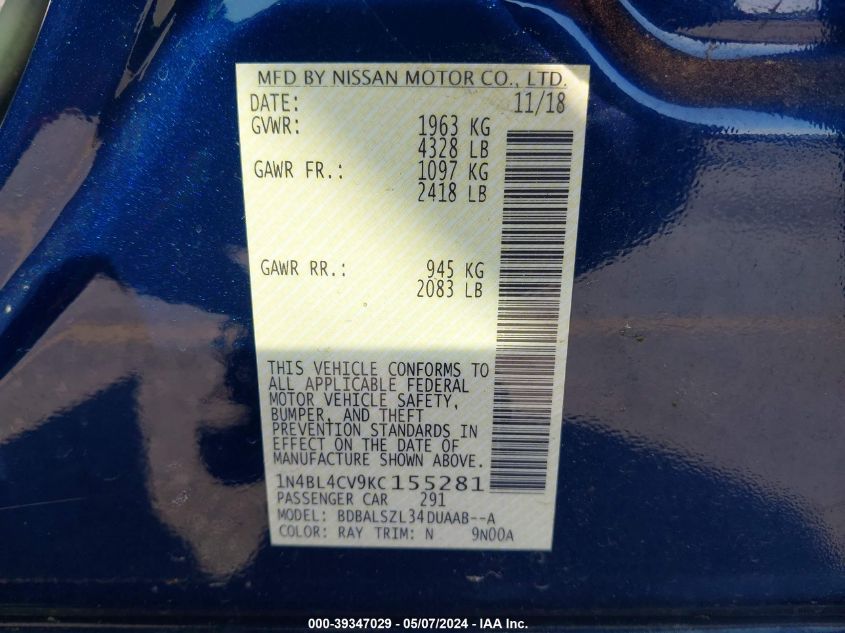 MFD BY NISSAN MOTOR CO., LTD.
DATE: 11/18
GVWR: 1963 KG
4328 LB
GAWR FR.: 1097 KG
2418 LB
GAWR RR.: 945 KG
2083 LB
THIS VEHICLE CONFORMS TO
ALL APPLICABLE FEDERAL
MOTOR VEHICLE SAFETY,
BUMPER, AND THEFT
PREVENTION STANDARDS IN
EFFECT ON THE DATE OF
MANUFACTURE SHOWN ABOVE.
1N4BL4CV9KC155281
PASSENGER CAR 291
MODEL: BDBALSZL34DUAAB--A
COLOR: RAY TRIM: N 9N00A
000-39347029 - 05/07/2024 - IAA Inc.